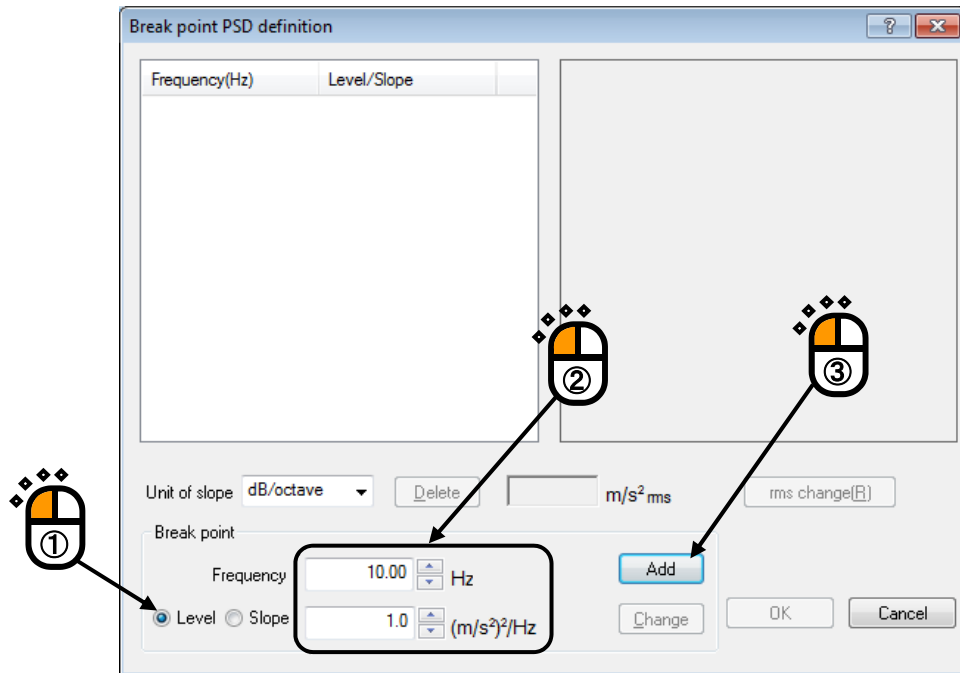 Break point PSD definition
?
Frequency(Hz) Level/Slope
②
③
Unit of slope dB/octave Delete m/s² rms rms change(R)
①
Break point
Frequency 10.00 Hz Add
Level Slope 1.0 (m/s²)²/Hz Change OK Cancel